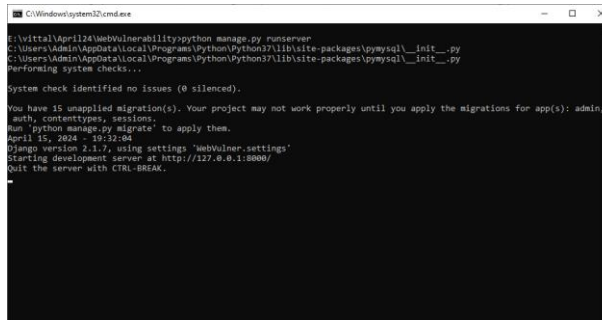 C:\Windows\system32\cmd.exe
E:\vittal\April24\WebVulnerability>python manage.py runserver
C:\Users\Admin\AppData\Local\Programs\Python\Python37\lib\site-packages\pymysql\__init__.py
C:\Users\Admin\AppData\Local\Programs\Python\Python37\lib\site-packages\pymysql\__init__.py
Performing system checks...
System check identified no issues (0 silenced).
You have 15 unapplied migration(s). Your project may not work properly until you apply the migrations for app(s): admin,
auth, contenttypes, sessions.
Run 'python manage.py migrate' to apply them.
April 15, 2024 - 19:32:04
Django version 2.1.7, using settings 'WebVulner.settings'
Starting development server at http://127.0.0.1:8000/
Quit the server with CTRL-BREAK.